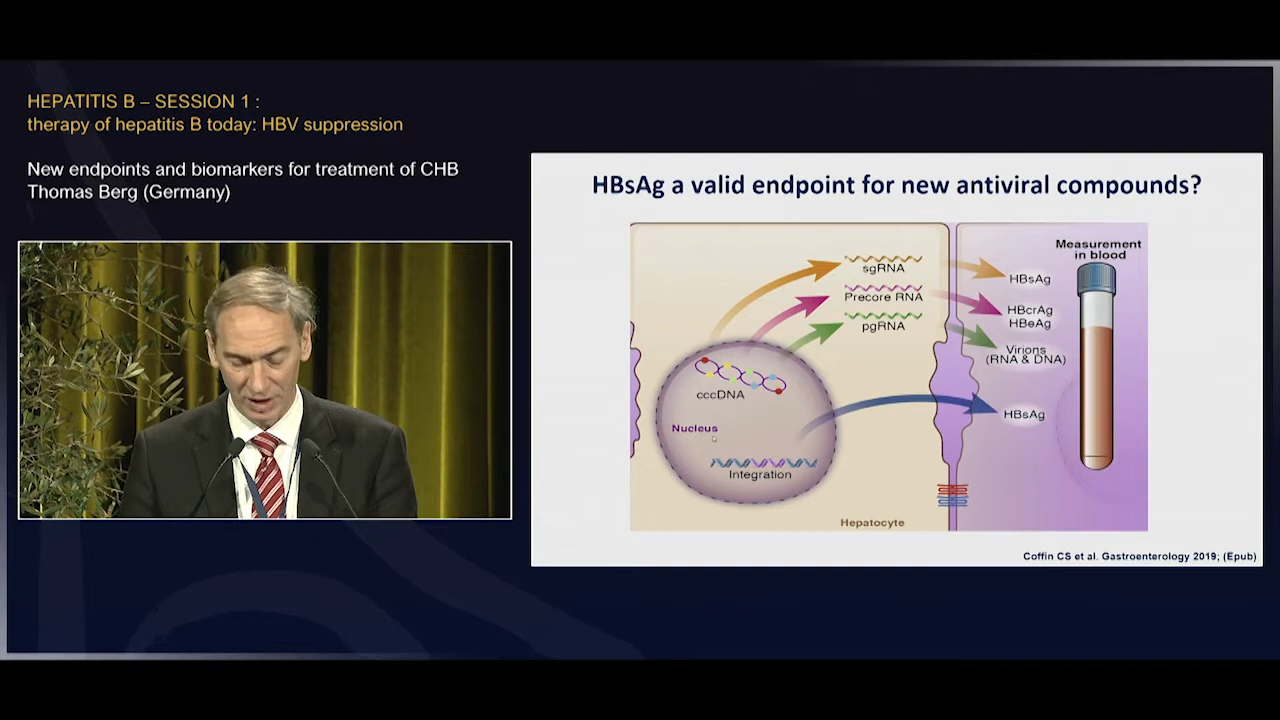 HEPATITIS B – SESSION 1 :
therapy of hepatitis B today: HBV suppression
New endpoints and biomarkers for treatment of CHB
Thomas Berg (Germany)
HBsAg a valid endpoint for new antiviral compounds?
Measurement
in blood
sgRNA
HBsAg
Precore RNA
HBcrAg
HBeAg
pgRNA
Virions
(RNA & DNA)
cccDNA
HBsAg
Nucleus
Integration
Hepatocyte
Coffin CS et al. Gastroenterology 2019; (Epub)